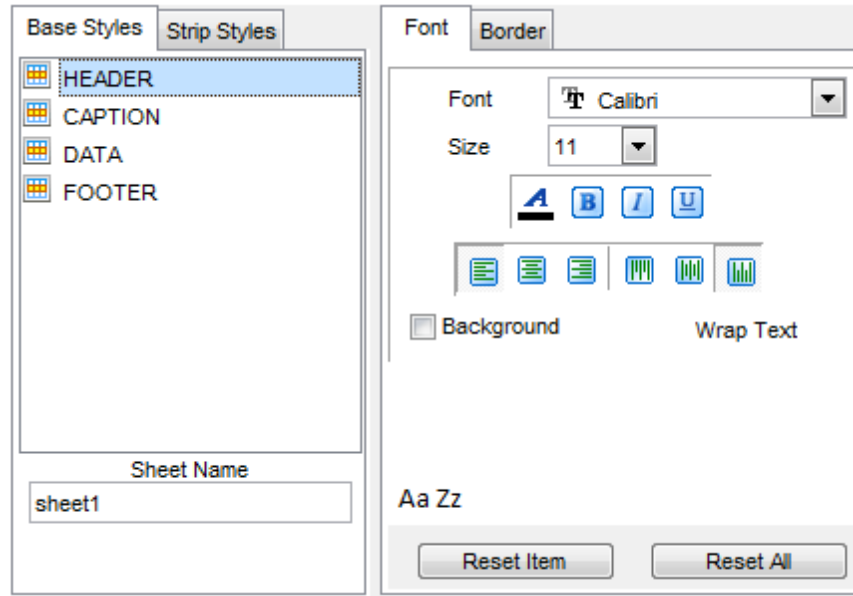 Base Styles
Strip Styles
HEADER
CAPTION
DATA
FOOTER
Sheet Name
sheet1
Font
Border
Font
Calibri
Size
11
A B I U
Background
Wrap Text
Aa Zz
Reset Item
Reset All